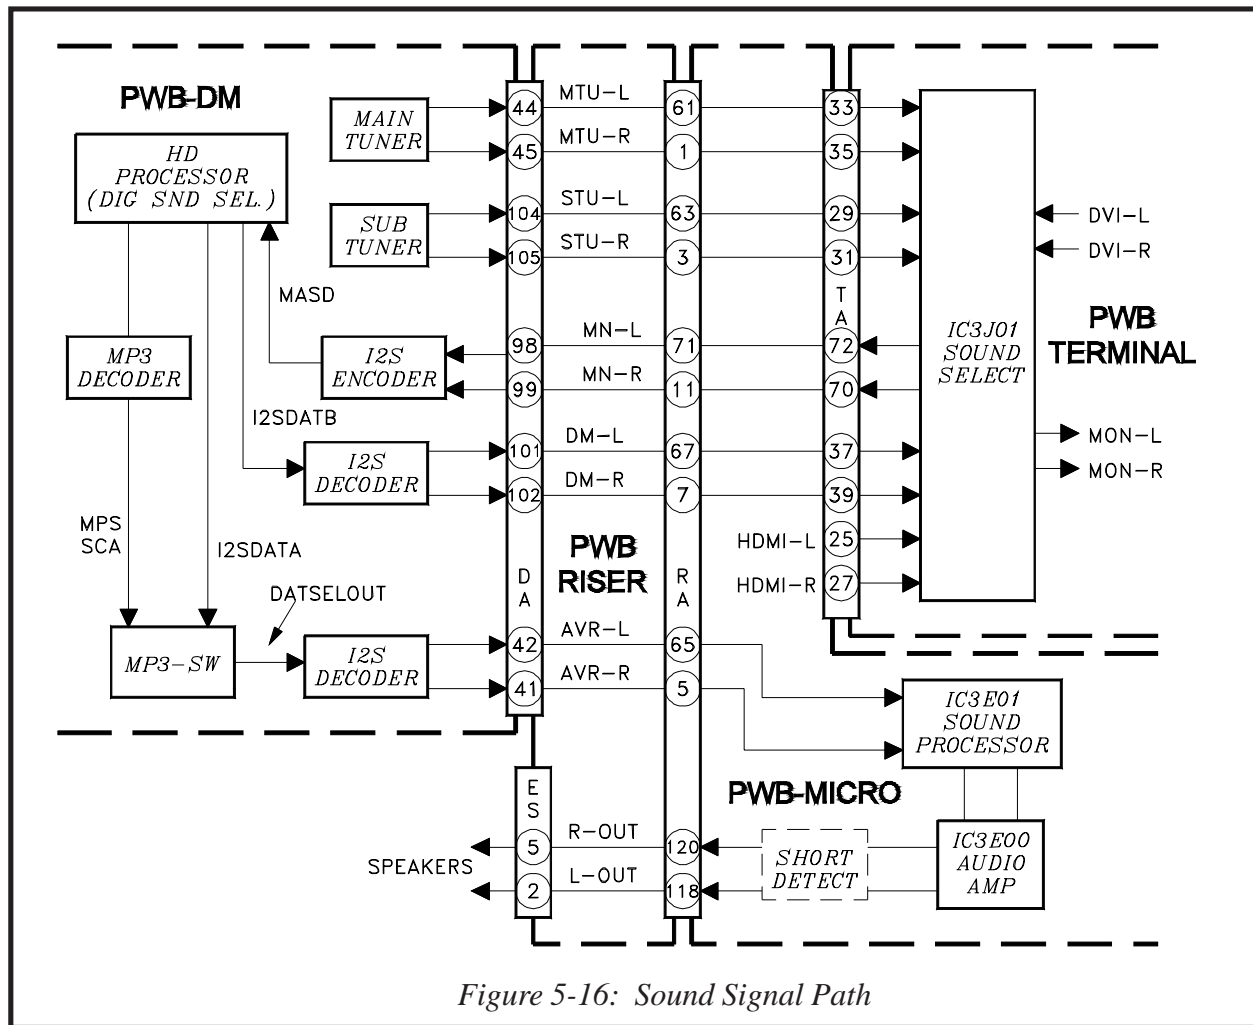 PWB-DM
HD
PROCESSOR
(DIG SND SEL.)
MAIN
TUNER
SUB
TUNER
MASD
MP3
DECODER
I2S
ENCODER
I2SDATB
I2S
DECODER
MPS
SCA
I2SDATA
DATSELOUT
MP3-SW
I2S
DECODER
44 MTU-L 61 33
45 MTU-R 1 35
104 STU-L 63 29
105 STU-R 3 31
T
A
98 MN-L 71 72
99 MN-R 11 70
101 DM-L 67 37
102 DM-R 7 39
HDMI-L 25
HDMI-R 27
D
A
PWB
RISER
R
A
42 AVR-L 65
41 AVR-R 5
IC3J01
SOUND
SELECT
DVI-L
DVI-R
PWB
TERMINAL
MON-L
MON-R
IC3E01
SOUND
PROCESSOR
PWB-MICRO
E
S
SPEAKERS
5 R-OUT 120
2 L-OUT 118
SHORT
DETECT
IC3E00
AUDIO
AMP
Figure 5-16: Sound Signal Path